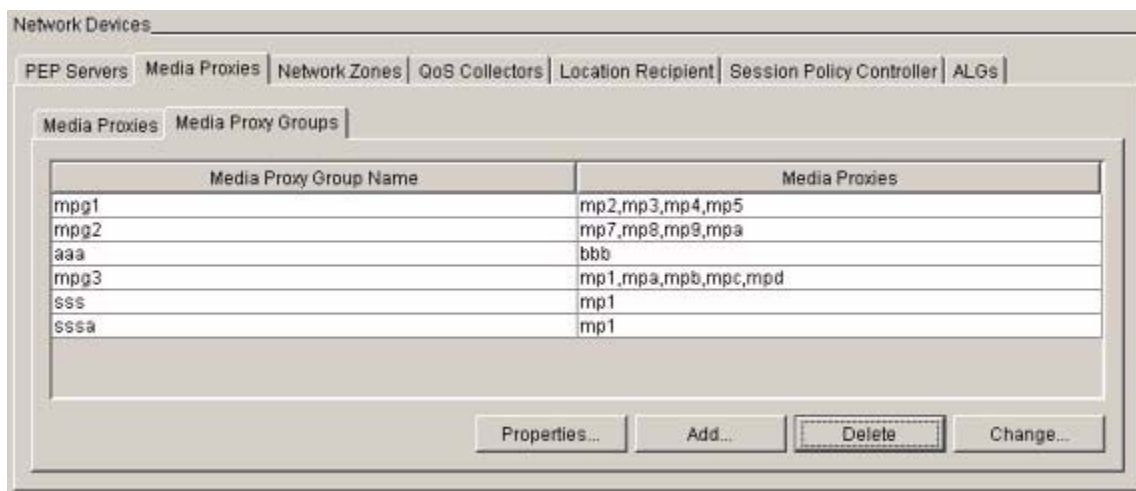 Network Devices
PEP Servers Media Proxies Network Zones QoS Collectors Location Recipient Session Policy Controller ALGs
Media Proxies Media Proxy Groups
Media Proxy Group Name Media Proxies
mpg1 mp2,mp3,mp4,mp5
mpg2 mp7,mp8,mp9,mpa
aaa bbb
mpg3 mp1,mpa,mpb,mpc,mpd
sss mp1
sssa mp1
Properties... Add... Delete Change...